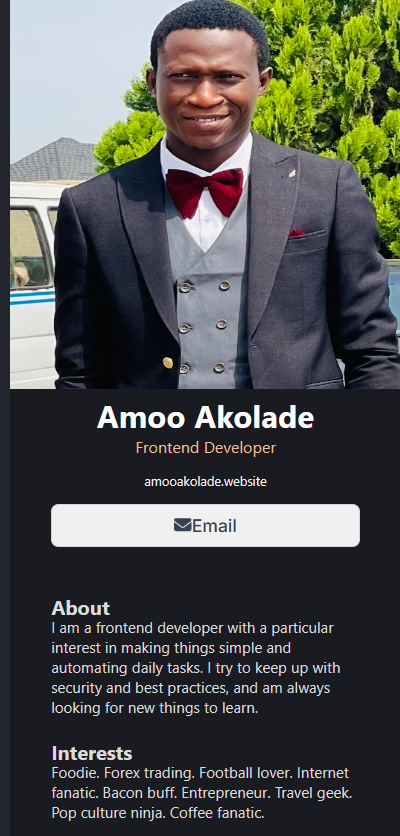 Amoo Akolade
Frontend Developer
amooakolade.website
Email
About
I am a frontend developer with a particular
interest in making things simple and
automating daily tasks. I try to keep up with
security and best practices, and am always
looking for new things to learn.
Interests
Foodie. Forex trading. Football lover. Internet
fanatic. Bacon buff. Entrepreneur. Travel geek.
Pop culture ninja. Coffee fanatic.